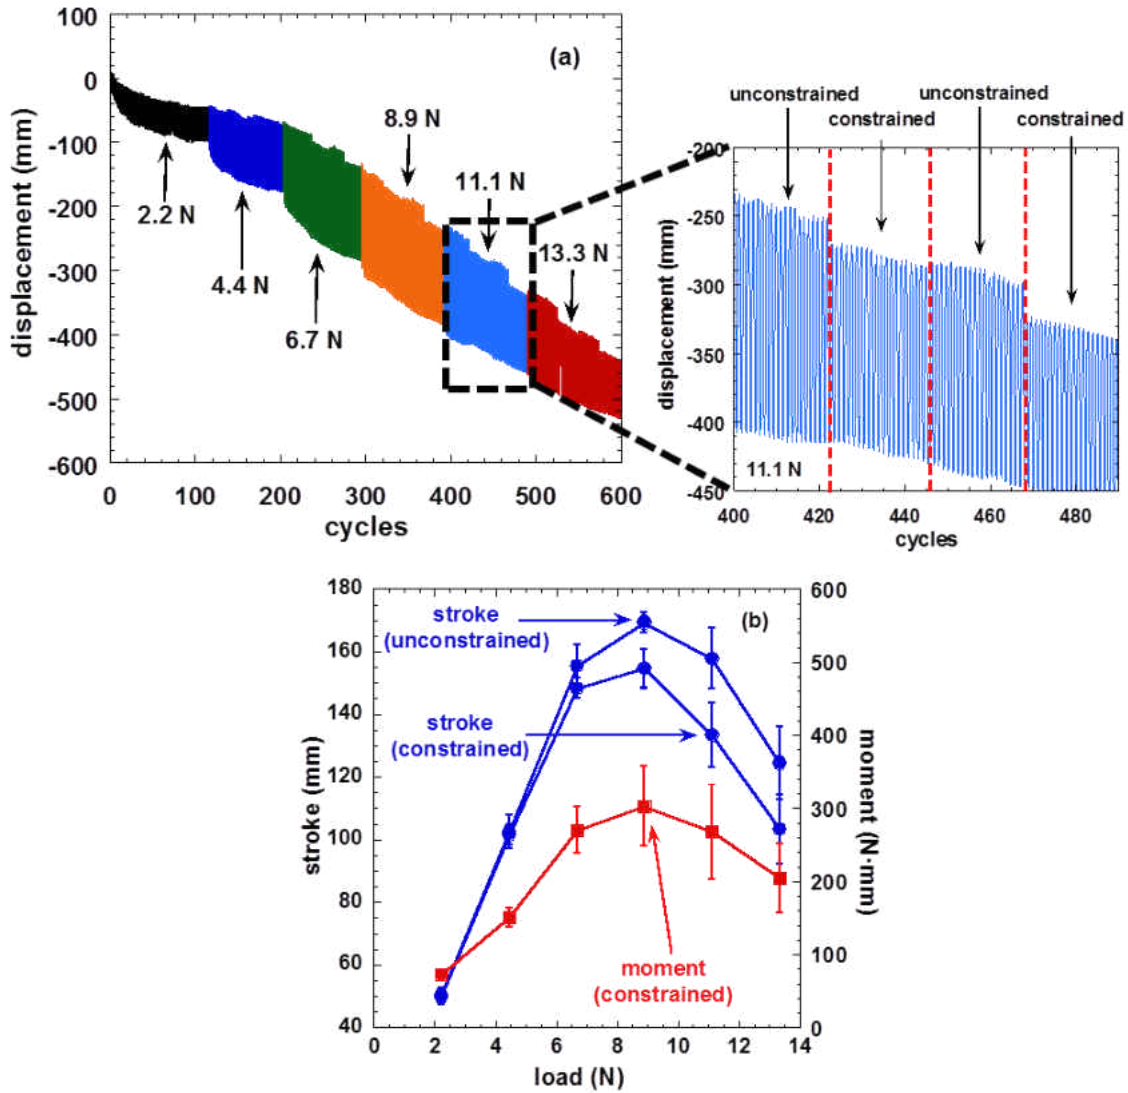 100
0
-100
-200
-300
-400
-500
-600
displacement (mm)
(a)
2.2 N
4.4 N
6.7 N
8.9 N
11.1 N
13.3 N
0 100 200 300 400 500 600
cycles
unconstrained
constrained
unconstrained
constrained
-200
-250
-300
-350
-400
-450
displacement (mm)
11.1 N
400 420 440 460 480
cycles
180
160
140
120
100
80
60
40
stroke (mm)
(b)
stroke
(unconstrained)
stroke
(constrained)
moment
(constrained)
600
500
400
300
200
100
0
moment (N·mm)
0 2 4 6 8 10 12 14
load (N)